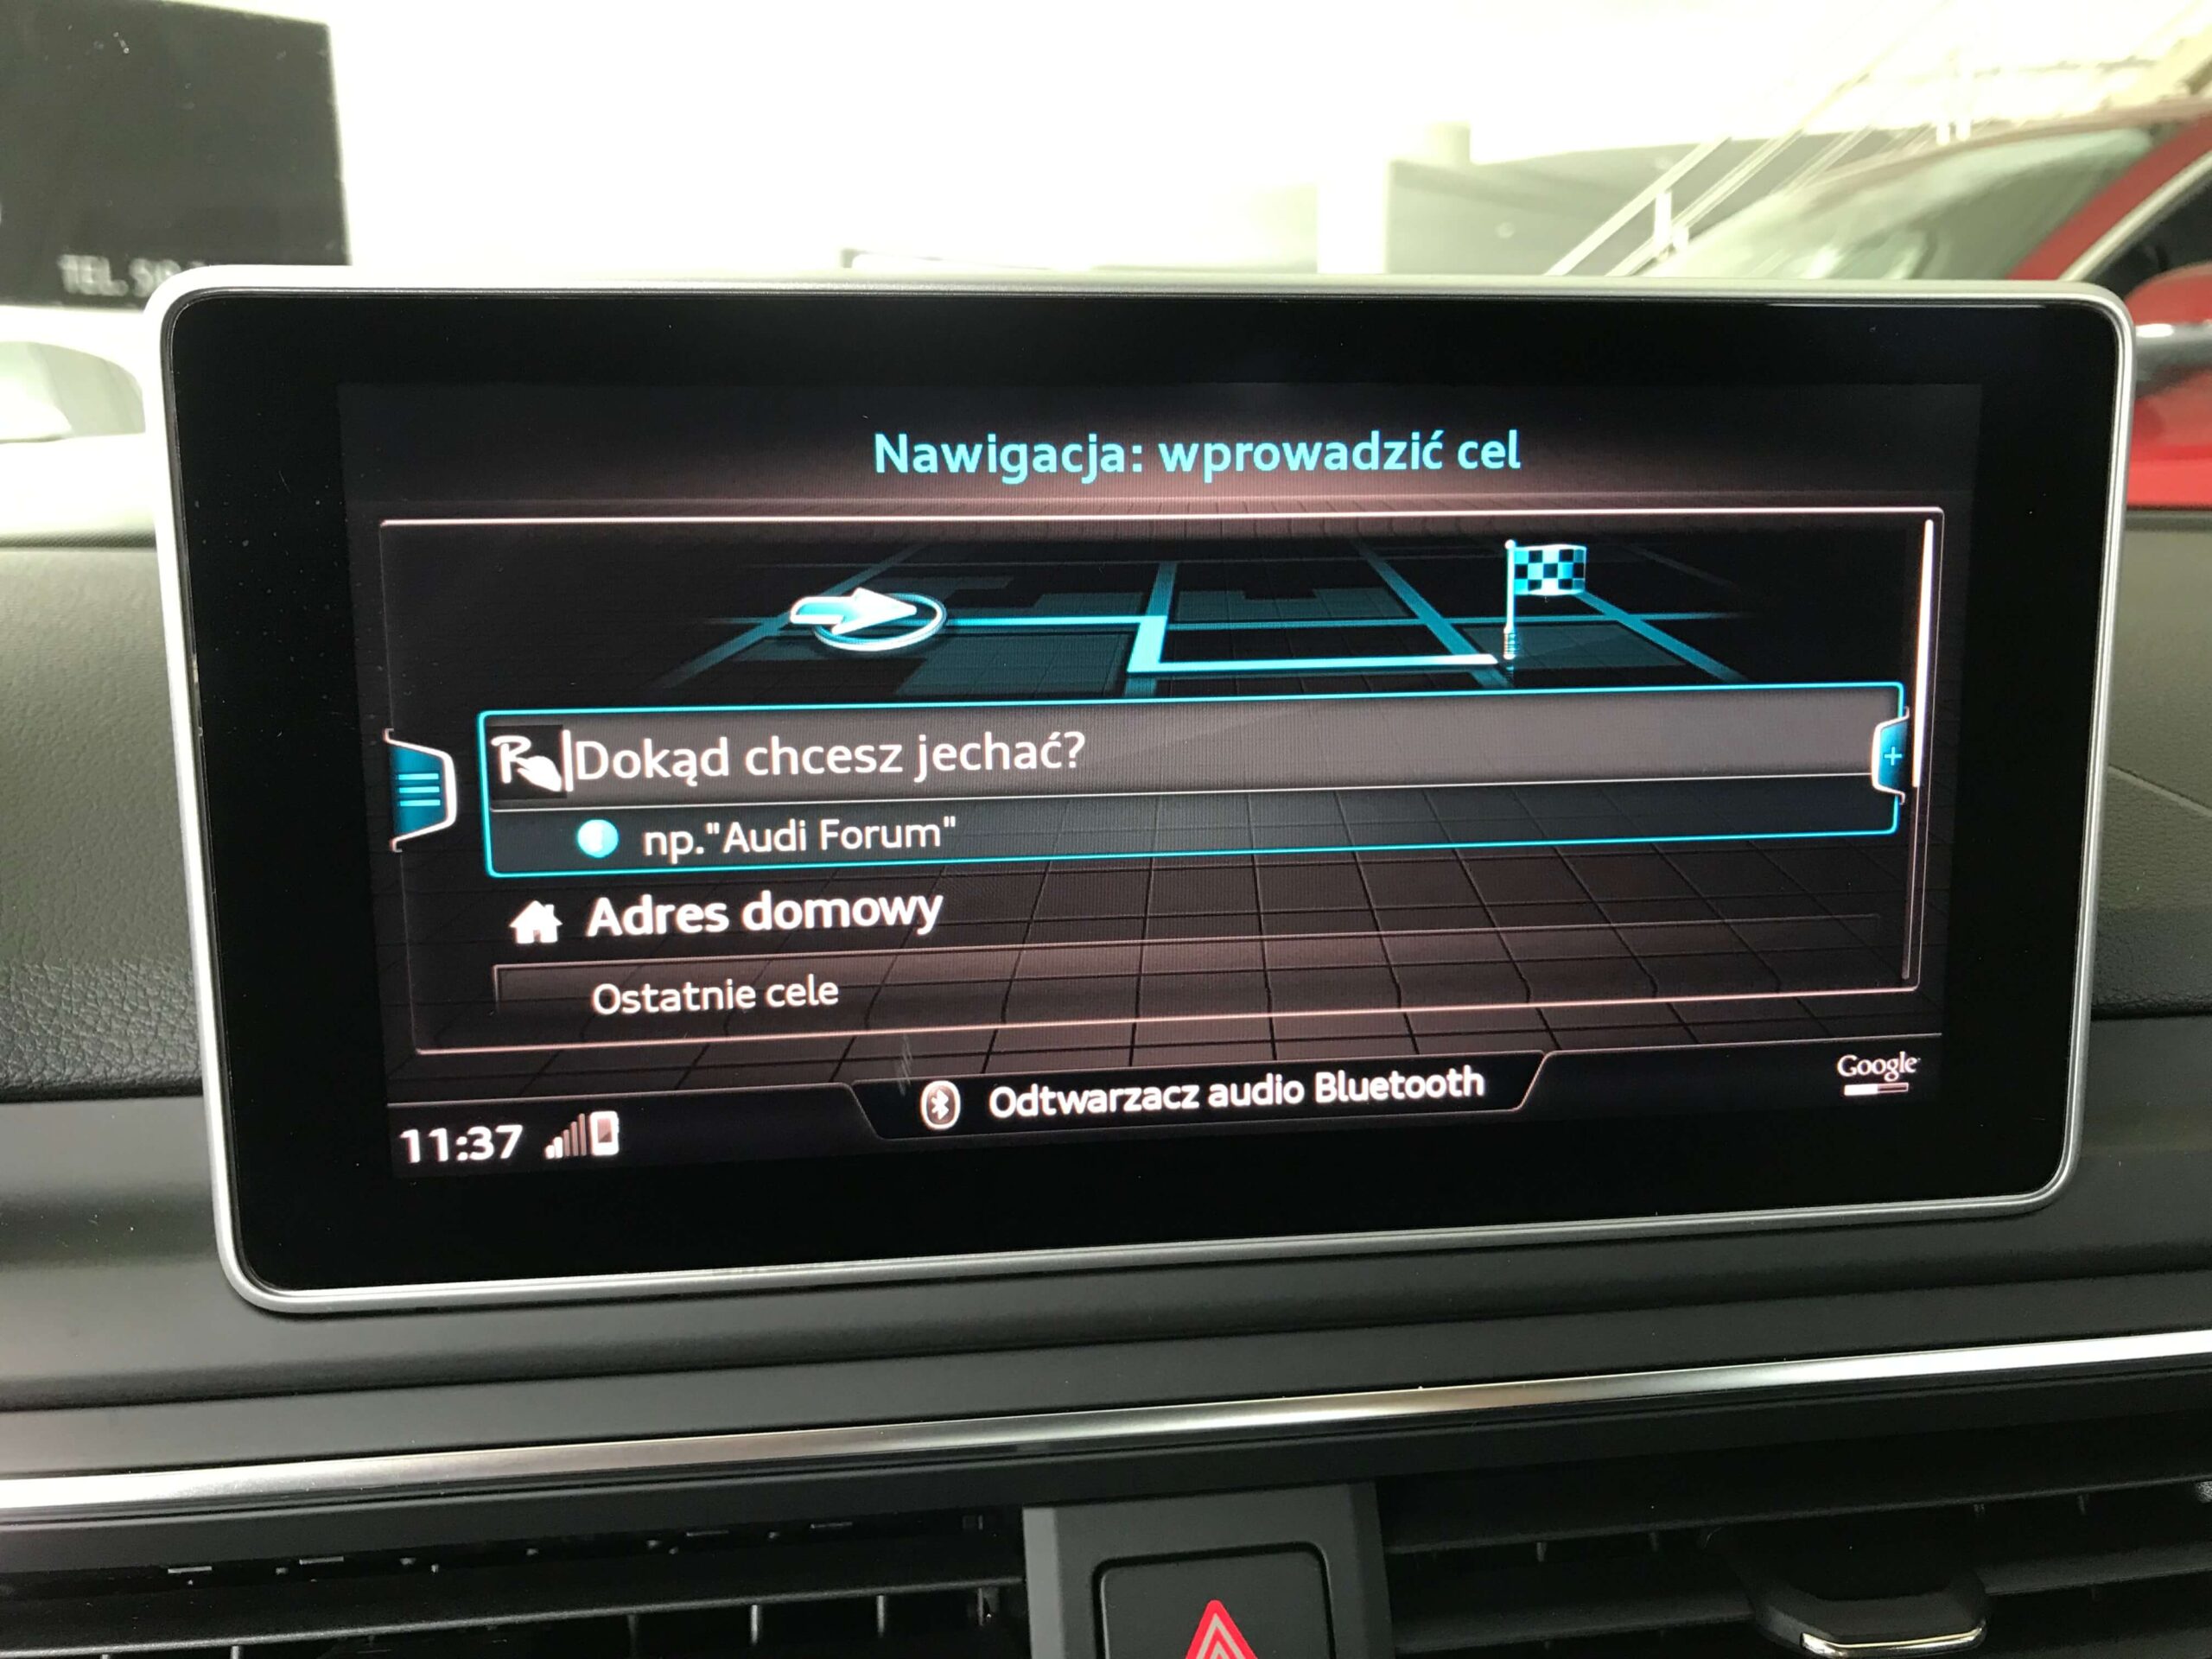 TEL.
Nawigacja: wprowadzić cel
Dokąd chcesz jechać?
np."Audi Forum"
Adres domowy
Ostatnie cele
Odtwarzacz audio Bluetooth
Google
11:37